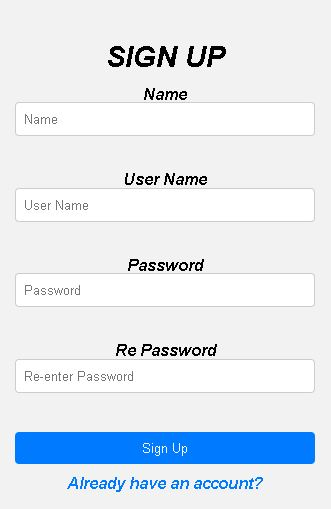 SIGN UP
Name
Name
User Name
User Name
Password
Password
Re Password
Re-enter Password
Sign Up
Already have an account?